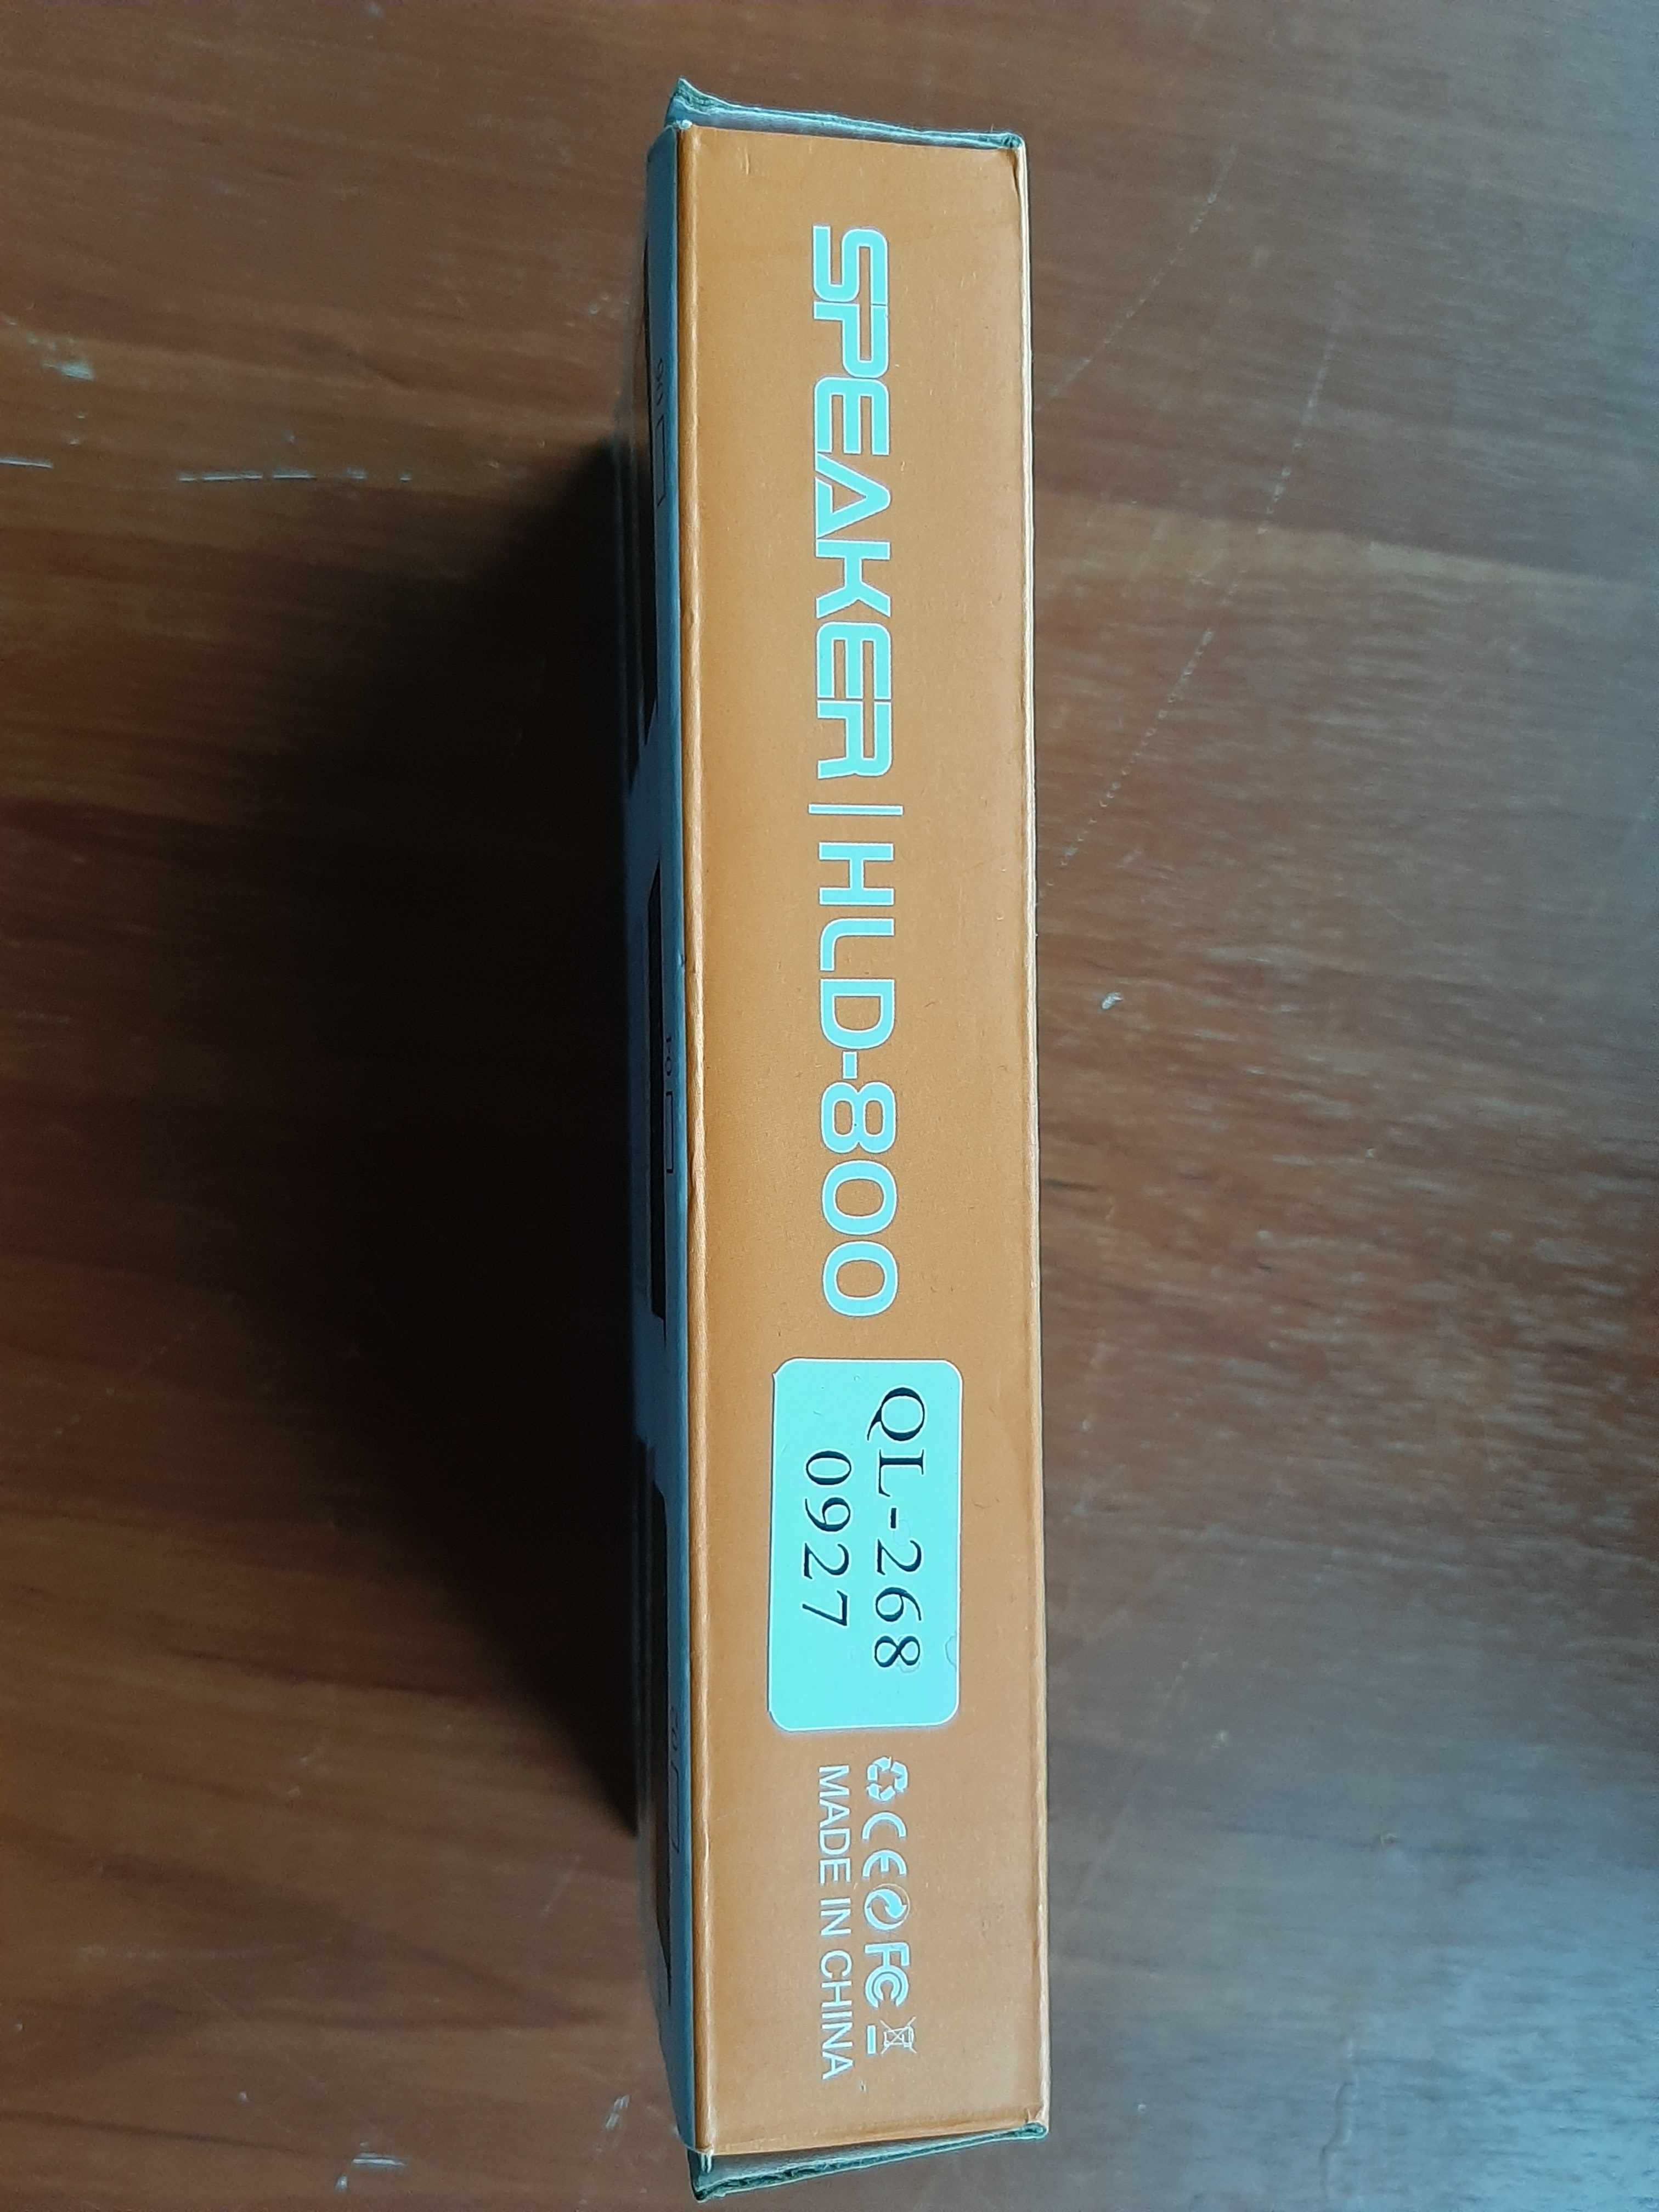 SPEAKER | HLD-800
QL-268
0927
CE FC
MADE IN CHINA